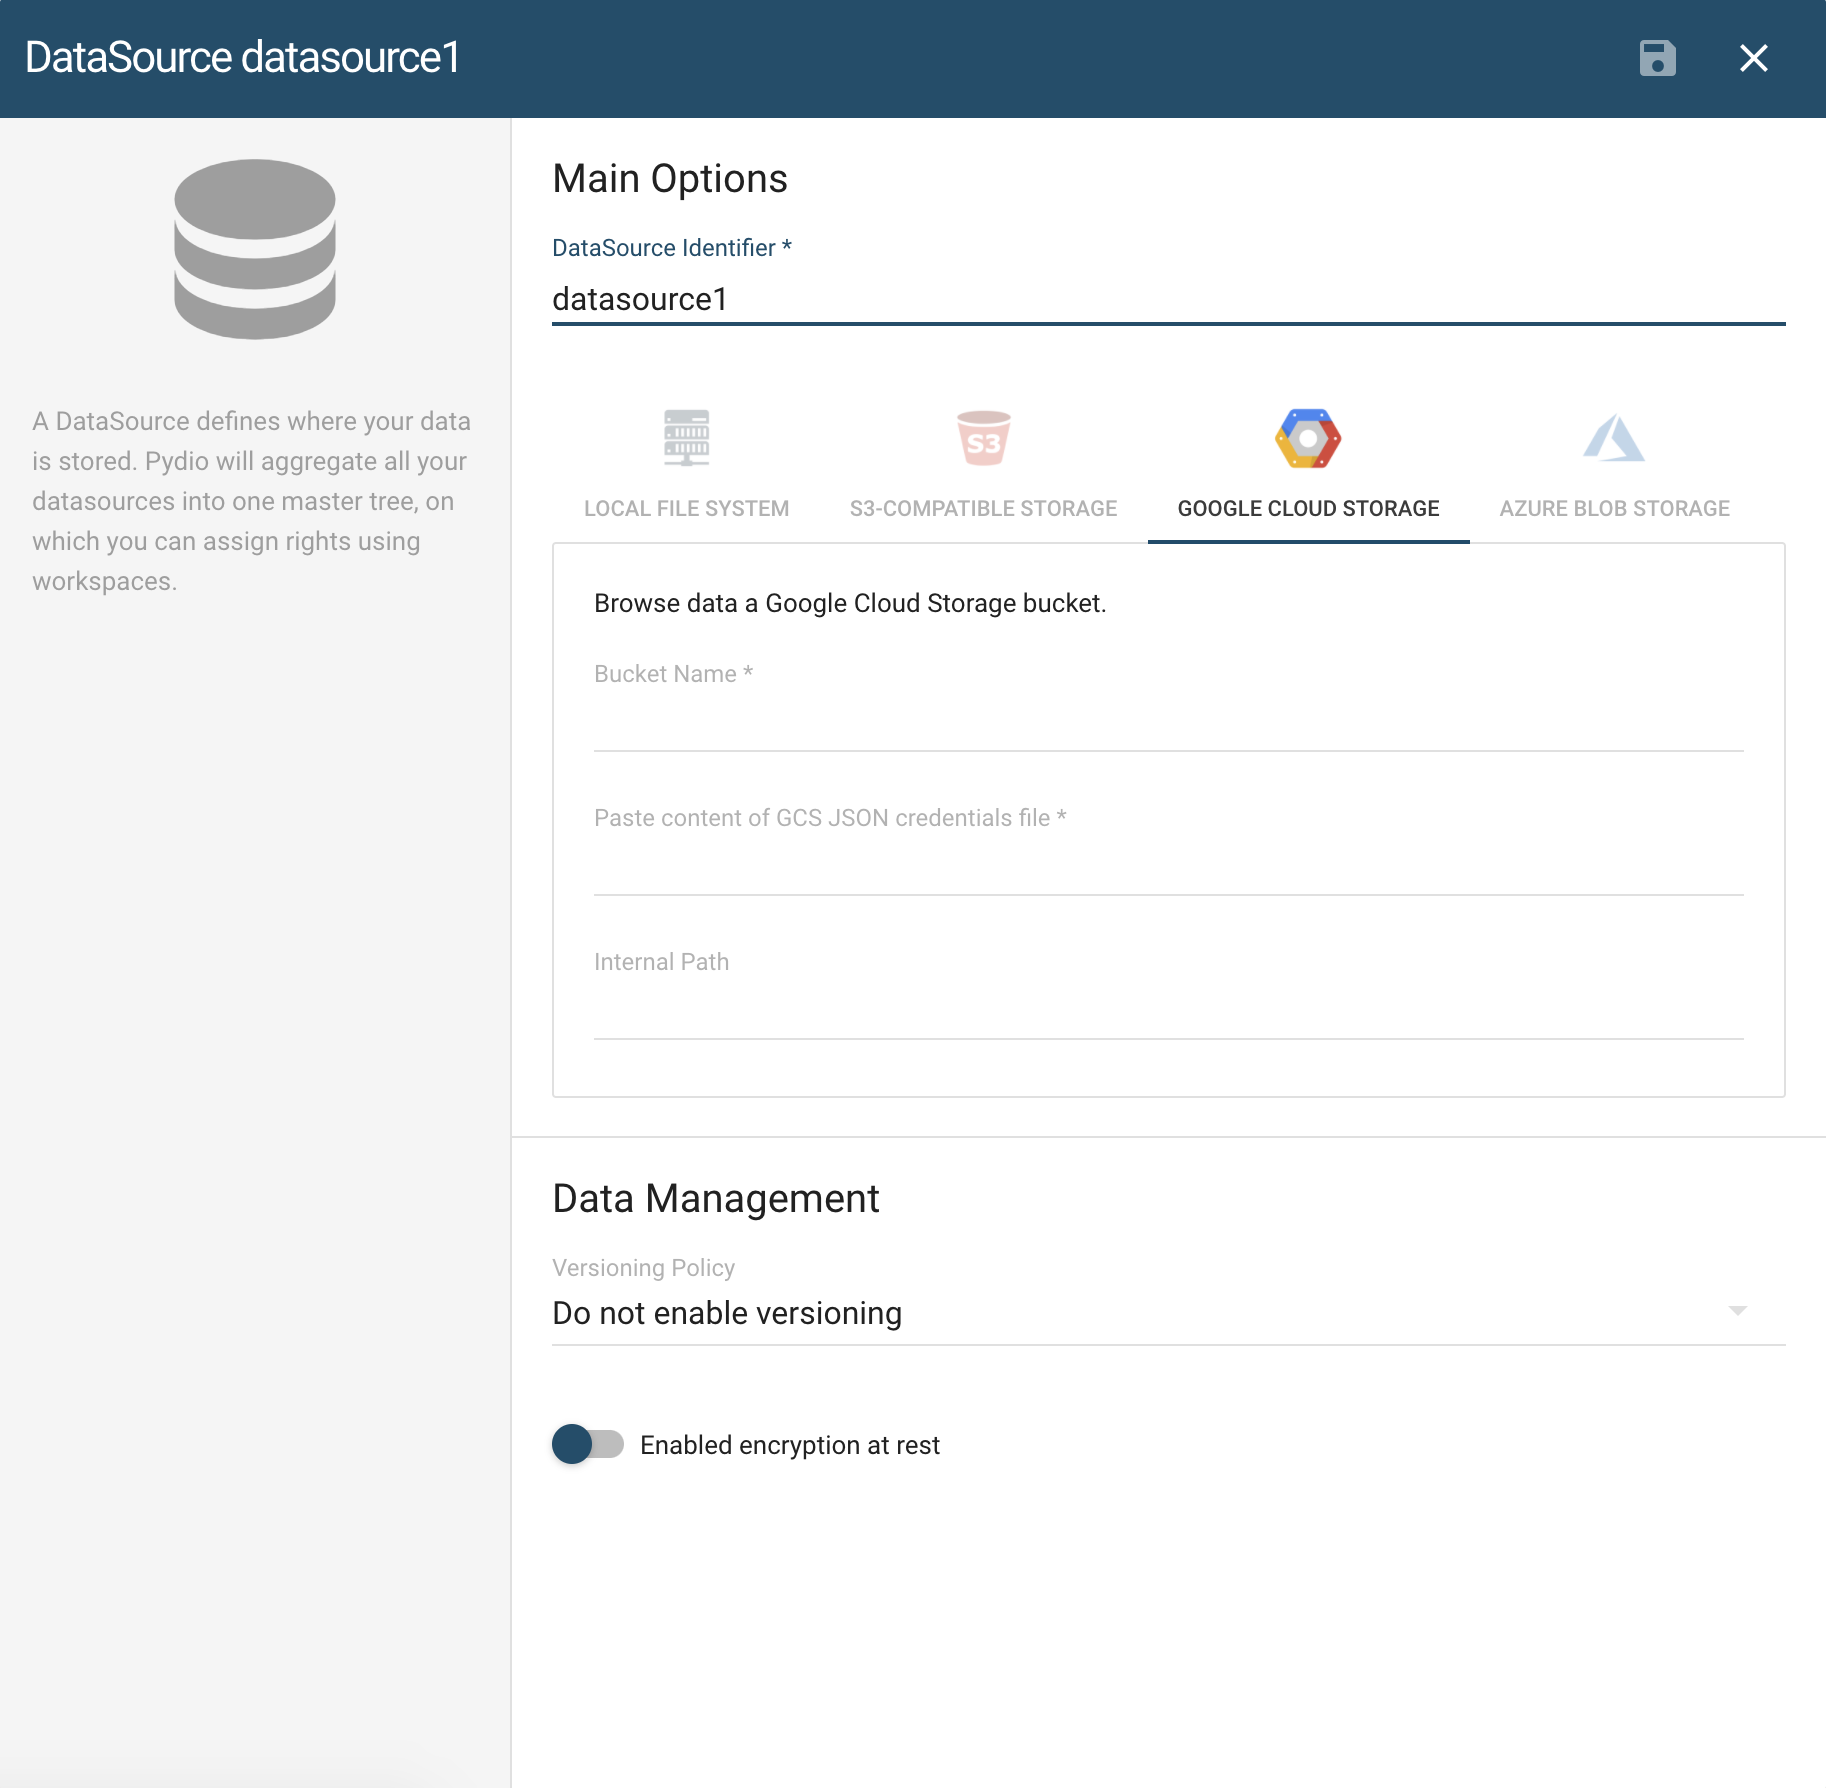 DataSource datasource1
A DataSource defines where your data
is stored. Pydio will aggregate all your
datasources into one master tree, on
which you can assign rights using
workspaces.
Main Options
DataSource Identifier *
datasource1
S3
LOCAL FILE SYSTEM
S3-COMPATIBLE STORAGE
GOOGLE CLOUD STORAGE
AZURE BLOB STORAGE
Browse data a Google Cloud Storage bucket.
Bucket Name *
Paste content of GCS JSON credentials file *
Internal Path
Data Management
Versioning Policy
Do not enable versioning
Enabled encryption at rest